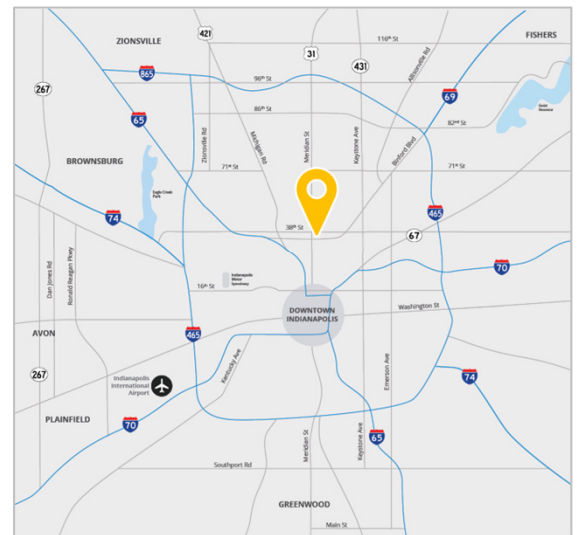 421
116th St
FISHERS
ZIONSVILLE
31
431
Allisonville Rd
865
96th St
267
69
86th St
65
82nd St
Zionsville Rd
Michigan Rd
Meridian St
Keystone Ave
Binford Blvd
BROWNSBURG
71st St
71st St
Eagle Creek
Park
74
465
38th St
67
70
Dan Jones Rd
Ronald Reagan Pkwy
Indianapolis
Motor
Speedway
16th St
DOWNTOWN
INDIANAPOLIS
Washington St
AVON
465
Kentucky Ave
Emerson Ave
267
Indianapolis
International
Airport
74
PLAINFIELD
70
Meridian St
Keystone Ave
65
Southport Rd
GREENWOOD
Main St